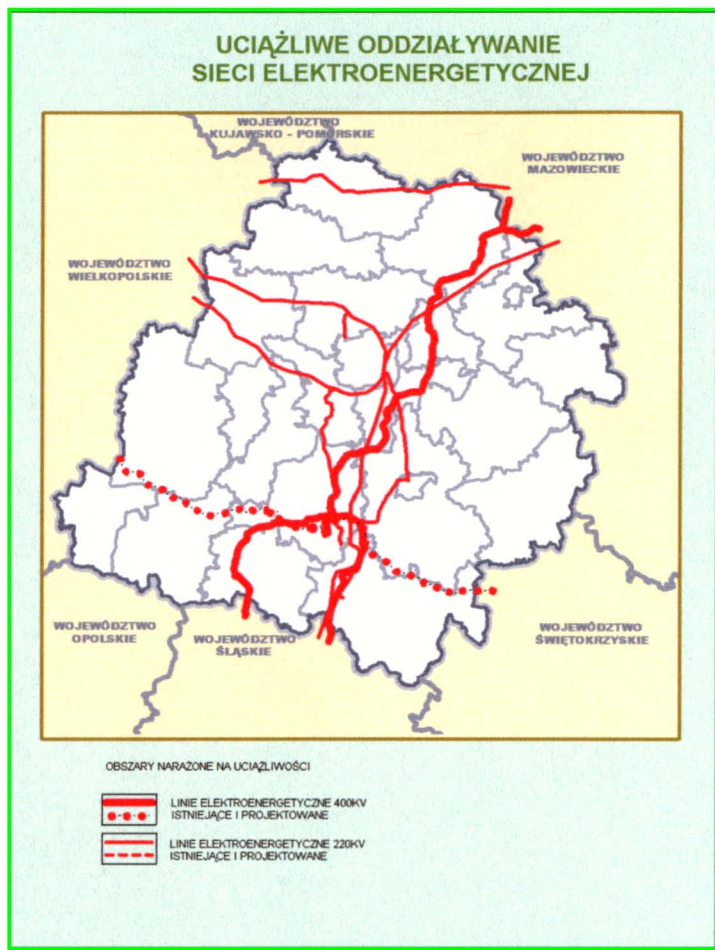 UCIĄŻLIWE ODDZIAŁYWANIE
SIECI ELEKTROENERGETYCZNEJ
WOJEWÓDZTWO
KUJAWSKO - POMORSKIE
WOJEWÓDZTWO
MAZOWIECKIE
WOJEWÓDZTWO
WIELKOPOLSKIE
WOJEWÓDZTWO
OPOLSKIE
WOJEWÓDZTWO
ŚLĄSKIE
WOJEWÓDZTWO
ŚWIĘTOKRZYSKIE
OBSZARY NARAŻONE NA UCIĄŻLIWOŚCI
LINIE ELEKTROENERGETYCZNE 400KV
ISTNIEJĄCE I PROJEKTOWANE
LINIE ELEKTROENERGETYCZNE 220KV
ISTNIEJĄCE I PROJEKTOWANE